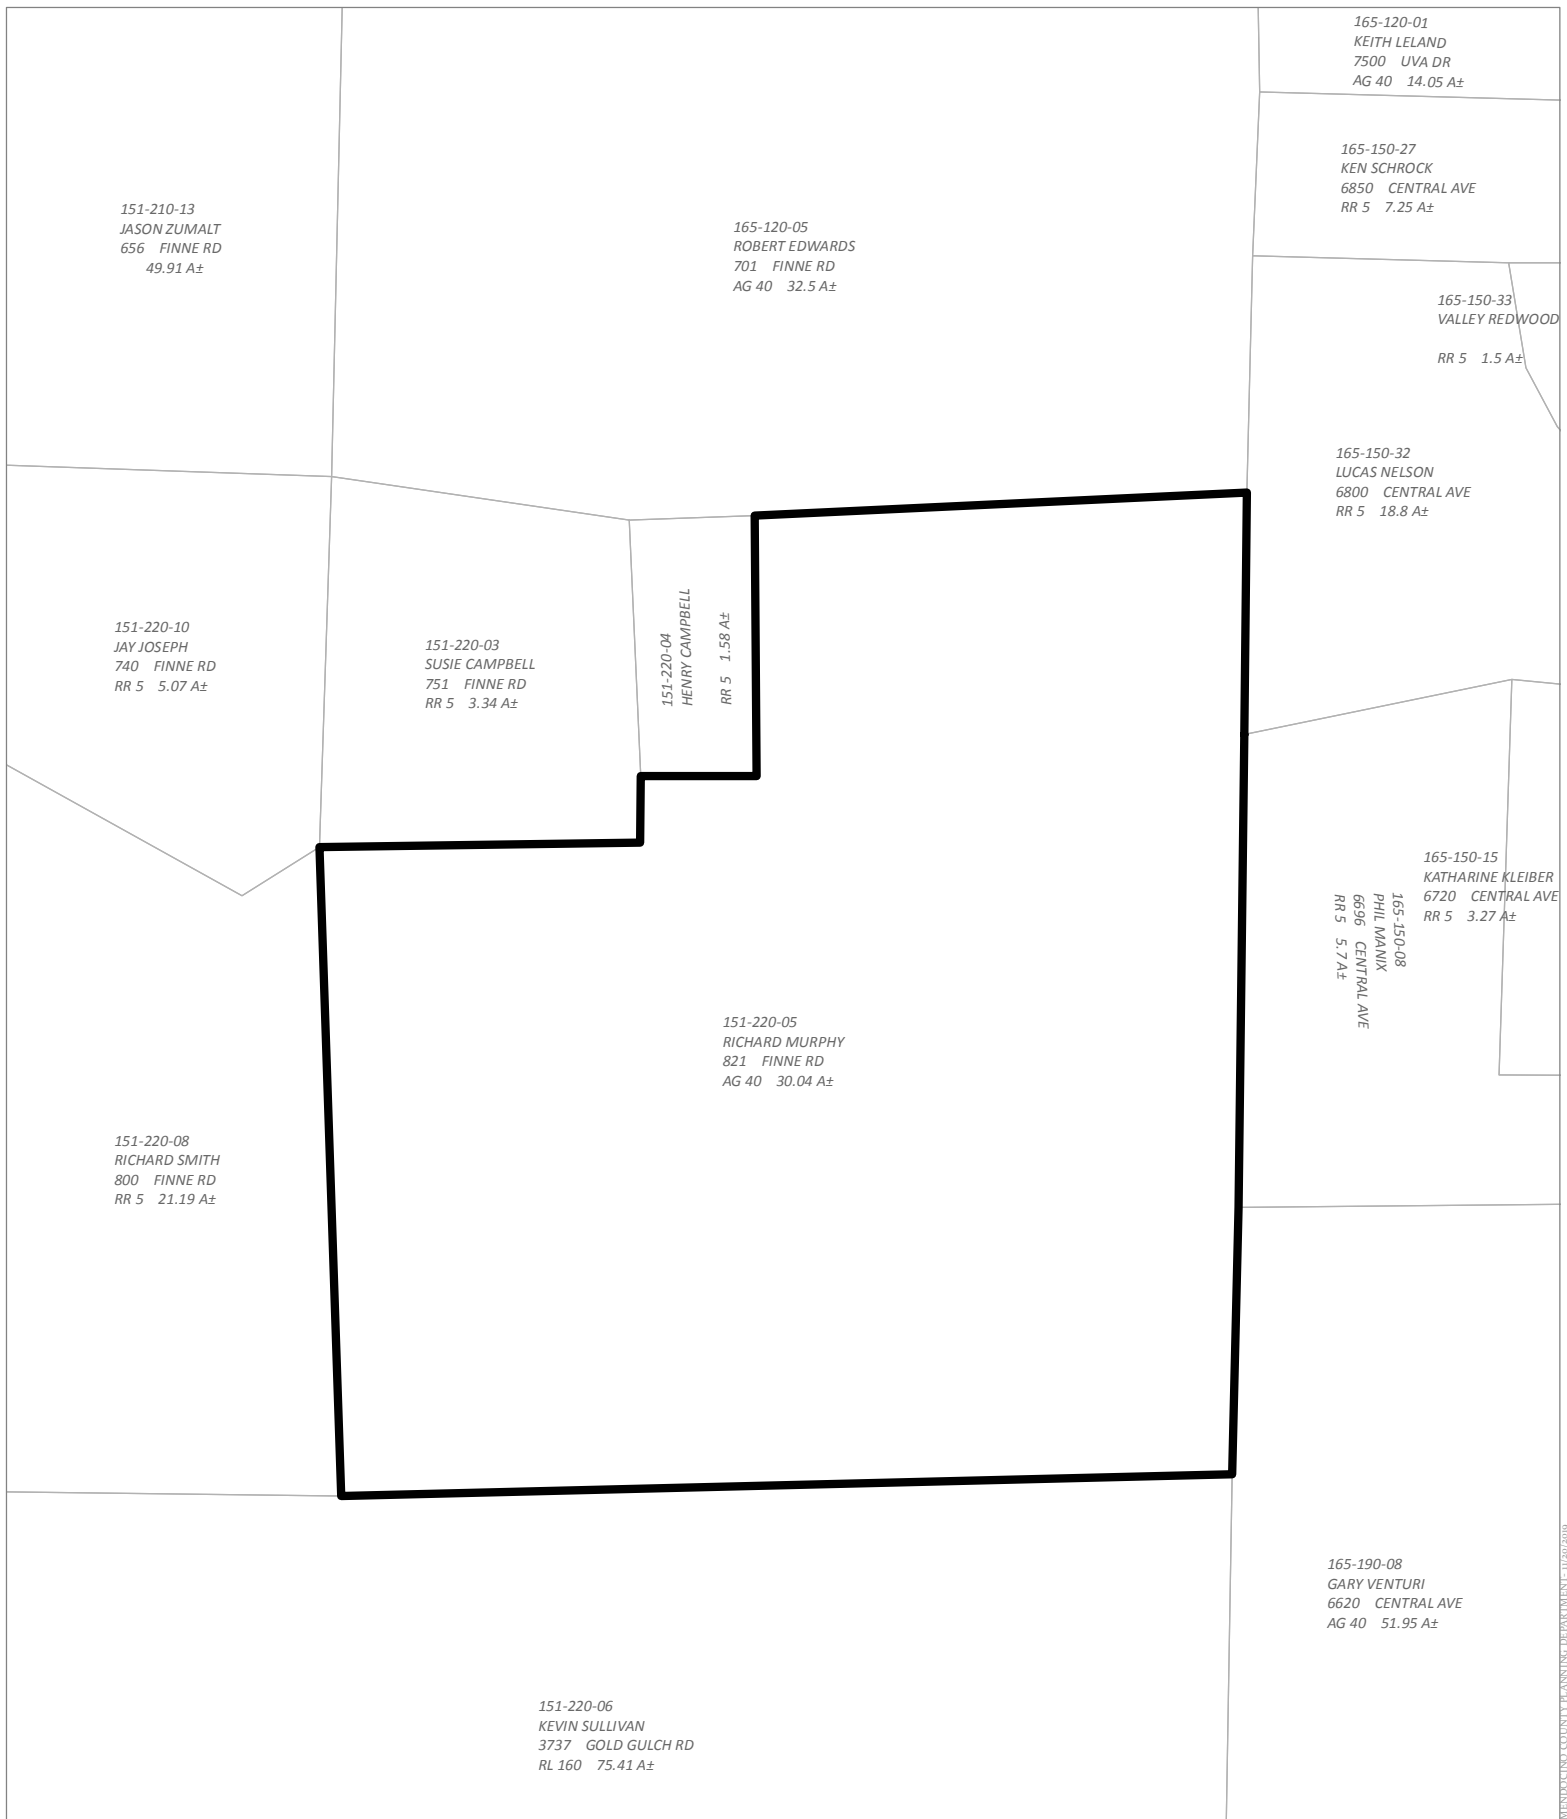 165-120-01
KEITH LELAND
7500 UVA DR
AG 40 14.05 A±
165-150-27
KEN SCHROCK
6850 CENTRAL AVE
RR 5 7.25 A±
151-210-13
JASON ZUMALT
656 FINNE RD
49.91 A±
165-120-05
ROBERT EDWARDS
701 FINNE RD
AG 40 32.5 A±
165-150-33
VALLEY REDWOOD
RR 5 1.5 A±
165-150-32
LUCAS NELSON
6800 CENTRAL AVE
RR 5 18.8 A±
151-220-10
JAY JOSEPH
740 FINNE RD
RR 5 5.07 A±
151-220-03
SUSIE CAMPBELL
751 FINNE RD
RR 5 3.34 A±
151-220-04
HENRY CAMPBELL
RR 5 1.58 A±
165-150-15
KATHARINE KLEIBER
6720 CENTRAL AVE
RR 5 3.27 A±
165-150-08
PHIL MANIX
6696 CENTRAL AVE
RR 5 5.7 A±
151-220-05
RICHARD MURPHY
821 FINNE RD
AG 40 30.04 A±
151-220-08
RICHARD SMITH
800 FINNE RD
RR 5 21.19 A±
165-190-08
GARY VENTURI
6620 CENTRAL AVE
AG 40 51.95 A±
151-220-06
KEVIN SULLIVAN
3737 GOLD GULCH RD
RL 160 75.41 A±
MENDOCINO COUNTY PLANNING DEPARTMENT- 11/20/2019